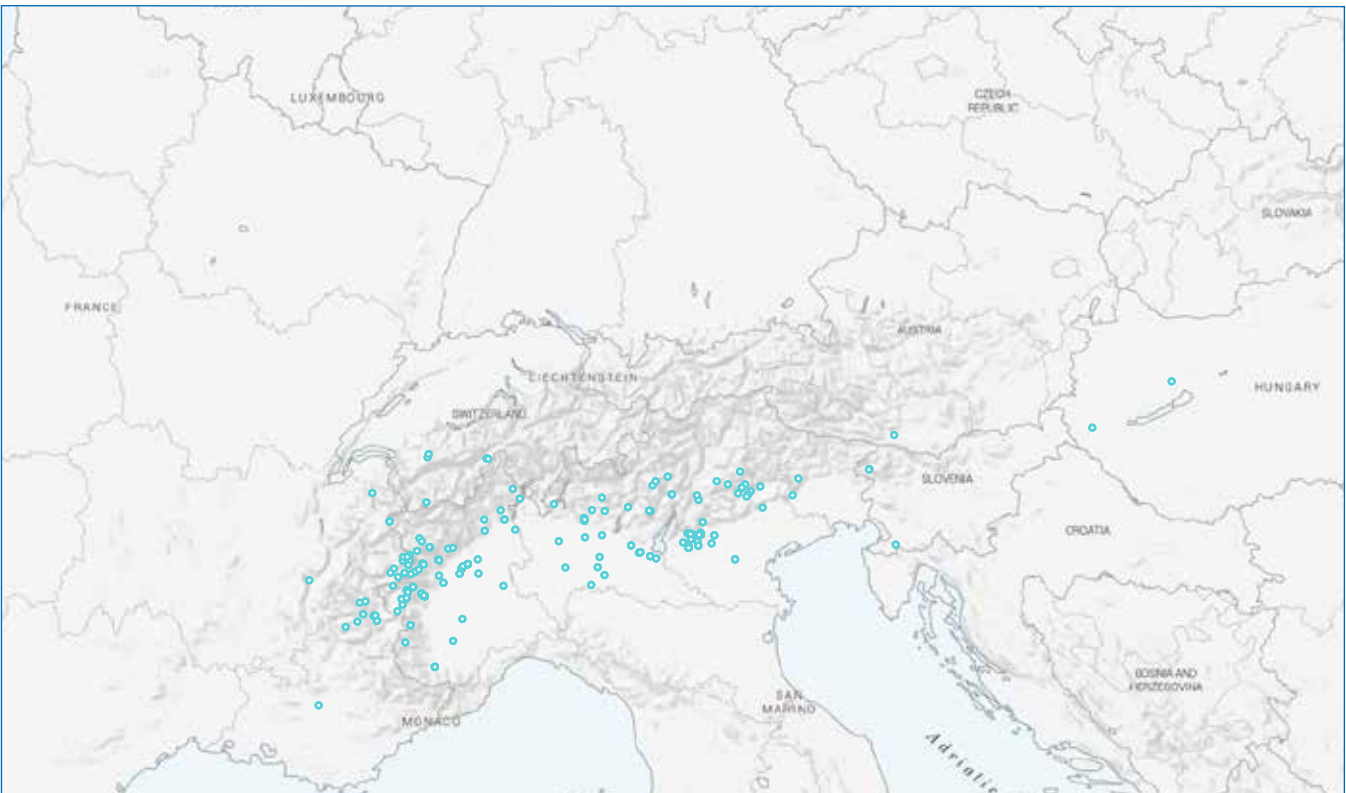 LUXEMBOURG
CZECH
REPUBLIC
SLOVAKIA
FRANCE
AUSTRIA
LIECHTENSTEIN
HUNGARY
SWITZERLAND
SLOVENIA
CROATIA
BOSNIA AND
HERZEGOVINA
SAN
MARINO
MONACO
Adriatic